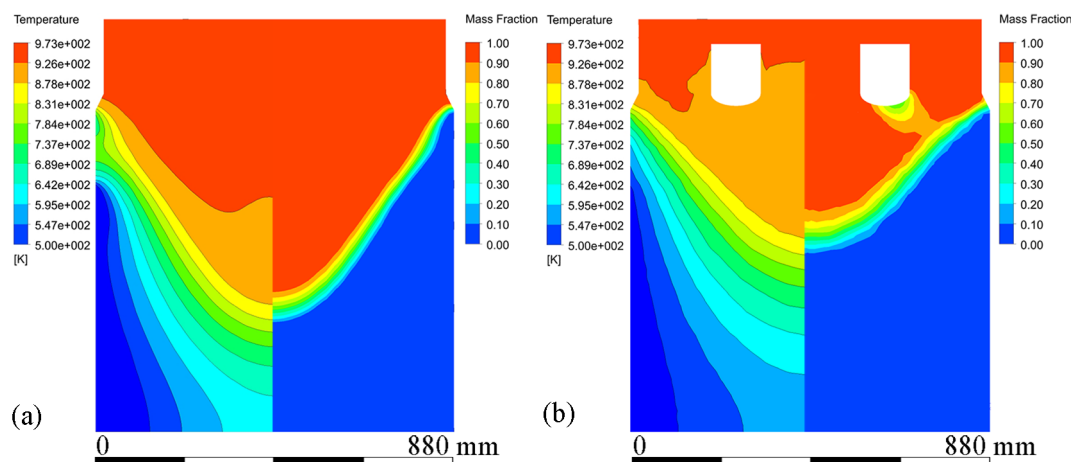 Temperature
9.73e+002
9.26e+002
8.78e+002
8.31e+002
7.84e+002
7.37e+002
6.89e+002
6.42e+002
5.95e+002
5.47e+002
5.00e+002
[K]
Mass Fraction
1.00
0.90
0.80
0.70
0.60
0.50
0.40
0.30
0.20
0.10
0.00
(a)
0 880 mm
Temperature
9.73e+002
9.26e+002
8.78e+002
8.31e+002
7.84e+002
7.37e+002
6.89e+002
6.42e+002
5.95e+002
5.47e+002
5.00e+002
[K]
Mass Fraction
1.00
0.90
0.80
0.70
0.60
0.50
0.40
0.30
0.20
0.10
0.00
(b)
0 880 mm